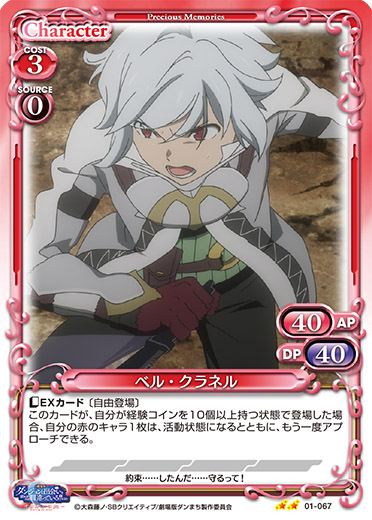 Precious Memories
Character
COST
3
SOURCE
0
40 AP
DP 40
ベル・クラネル
EXカード〔自由登場〕
このカードが、自分が経験コインを10個以上持つ状態で登場した場
合、自分の赤のキャラ1枚は、活動状態になるとともに、もう一度アプ
ローチできる。
約束……したんだ……守るって!
©大森藤ノ・SBクリエイティブ/劇場版ダンまち製作委員会
01-067